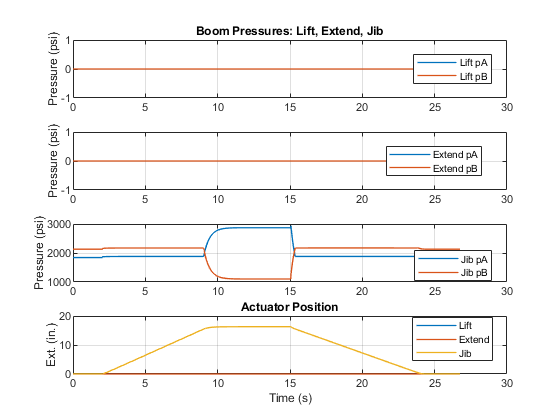 Boom Pressures: Lift, Extend, Jib
Pressure (psi)
1
0
-1
Lift pA
Lift pB
0 5 10 15 20 25 30
Pressure (psi)
1
0
-1
Extend pA
Extend pB
0 5 10 15 20 25 30
Pressure (psi)
3000
2000
1000
Jib pA
Jib pB
0 5 10 15 20 25 30
Actuator Position
Ext. (in.)
20
10
0
Lift
Extend
Jib
0 5 10 15 20 25 30
Time (s)